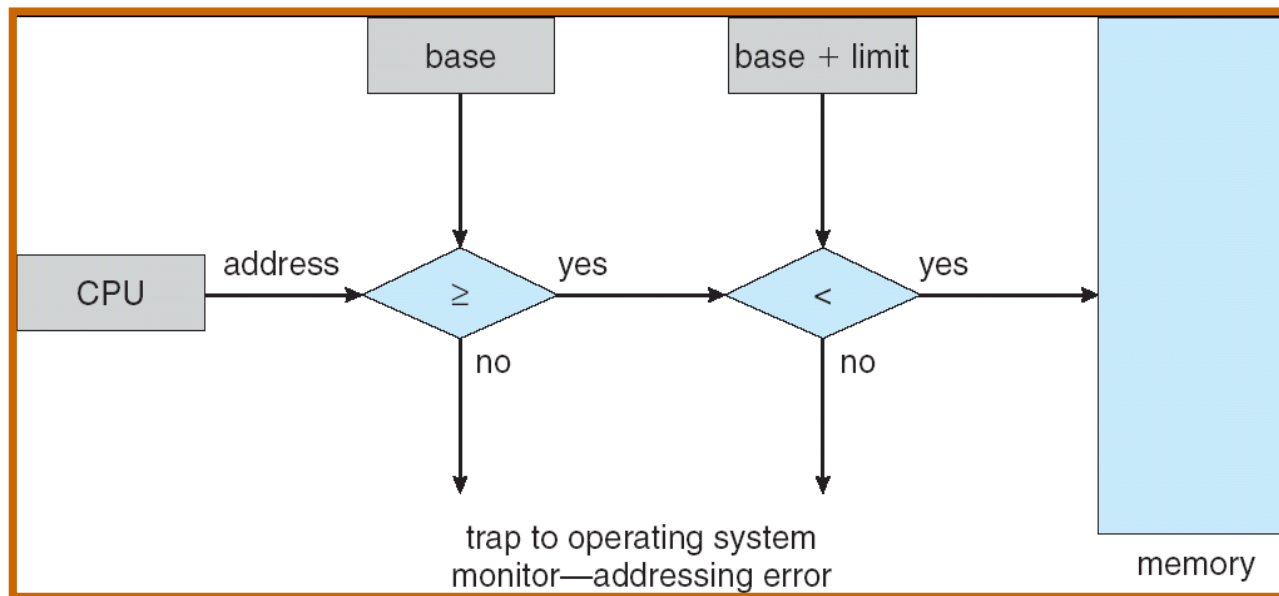 base
base + limit
CPU
address
≥
yes
<
yes
no
no
trap to operating system
monitor—addressing error
memory